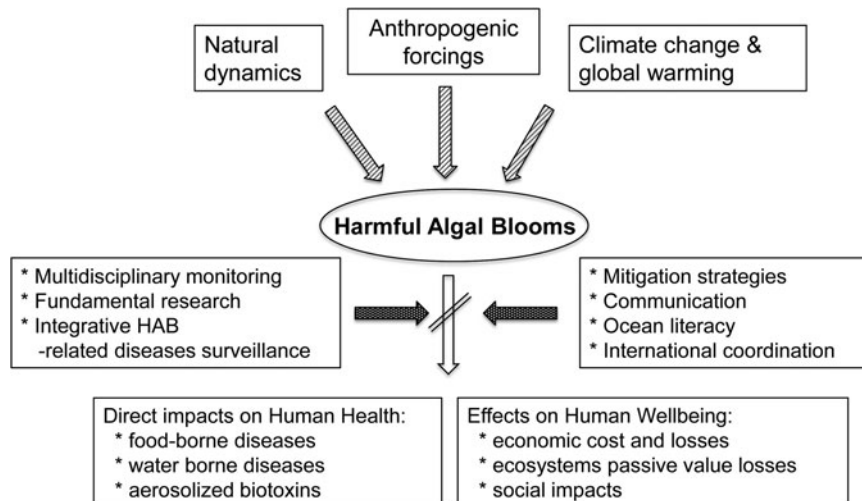 Natural
dynamics
Anthropogenic
forcings
Climate change &
global warming
Harmful Algal Blooms
* Multidisciplinary monitoring
* Fundamental research
* Integrative HAB
-related diseases surveillance
* Mitigation strategies
* Communication
* Ocean literacy
* International coordination
Direct impacts on Human Health:
* food-borne diseases
* water borne diseases
* aerosolized biotoxins
Effects on Human Wellbeing:
* economic cost and losses
* ecosystems passive value losses
* social impacts